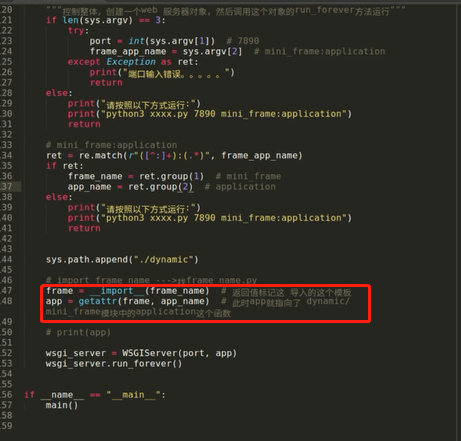 20 """控制整体，创建一个web 服务器对象，然后调用这个对象的run_forever方法运行"""
21 if len(sys.argv) == 3:
22 try:
23 port = int(sys.argv[1])  # 7890
24 frame_app_name = sys.argv[2]  # mini_frame:application
25 except Exception as ret:
26 print("端口输入错误。。。。。")
27 return
28 else:
29 print("请按照以下方式运行:")
30 print("python3 xxxx.py 7890 mini_frame:application")
31 return
32
33 # mini_frame:application
34 ret = re.match(r"([^:]+):(.*)", frame_app_name)
35 if ret:
36 frame_name = ret.group(1)  # mini_frame
37 app_name = ret.group(2)  # application
38 else:
39 print("请按照以下方式运行:")
40 print("python3 xxxx.py 7890 mini_frame:application")
41 return
42
43
44 sys.path.append("./dynamic")
45
46 # import frame_name --->找frame_name.py
47 frame = __import__(frame_name)  # 返回值标记这 导入的这个模板
48 app = getattr(frame, app_name)  # 此时app就指向了 dynamic/
mini_frame模块中的application这个函数
49
50 # print(app)
51
52 wsgi_server = WSGIServer(port, app)
53 wsgi_server.run_forever()
54
55
56 if __name__ == "__main__":
57 main()
58
59